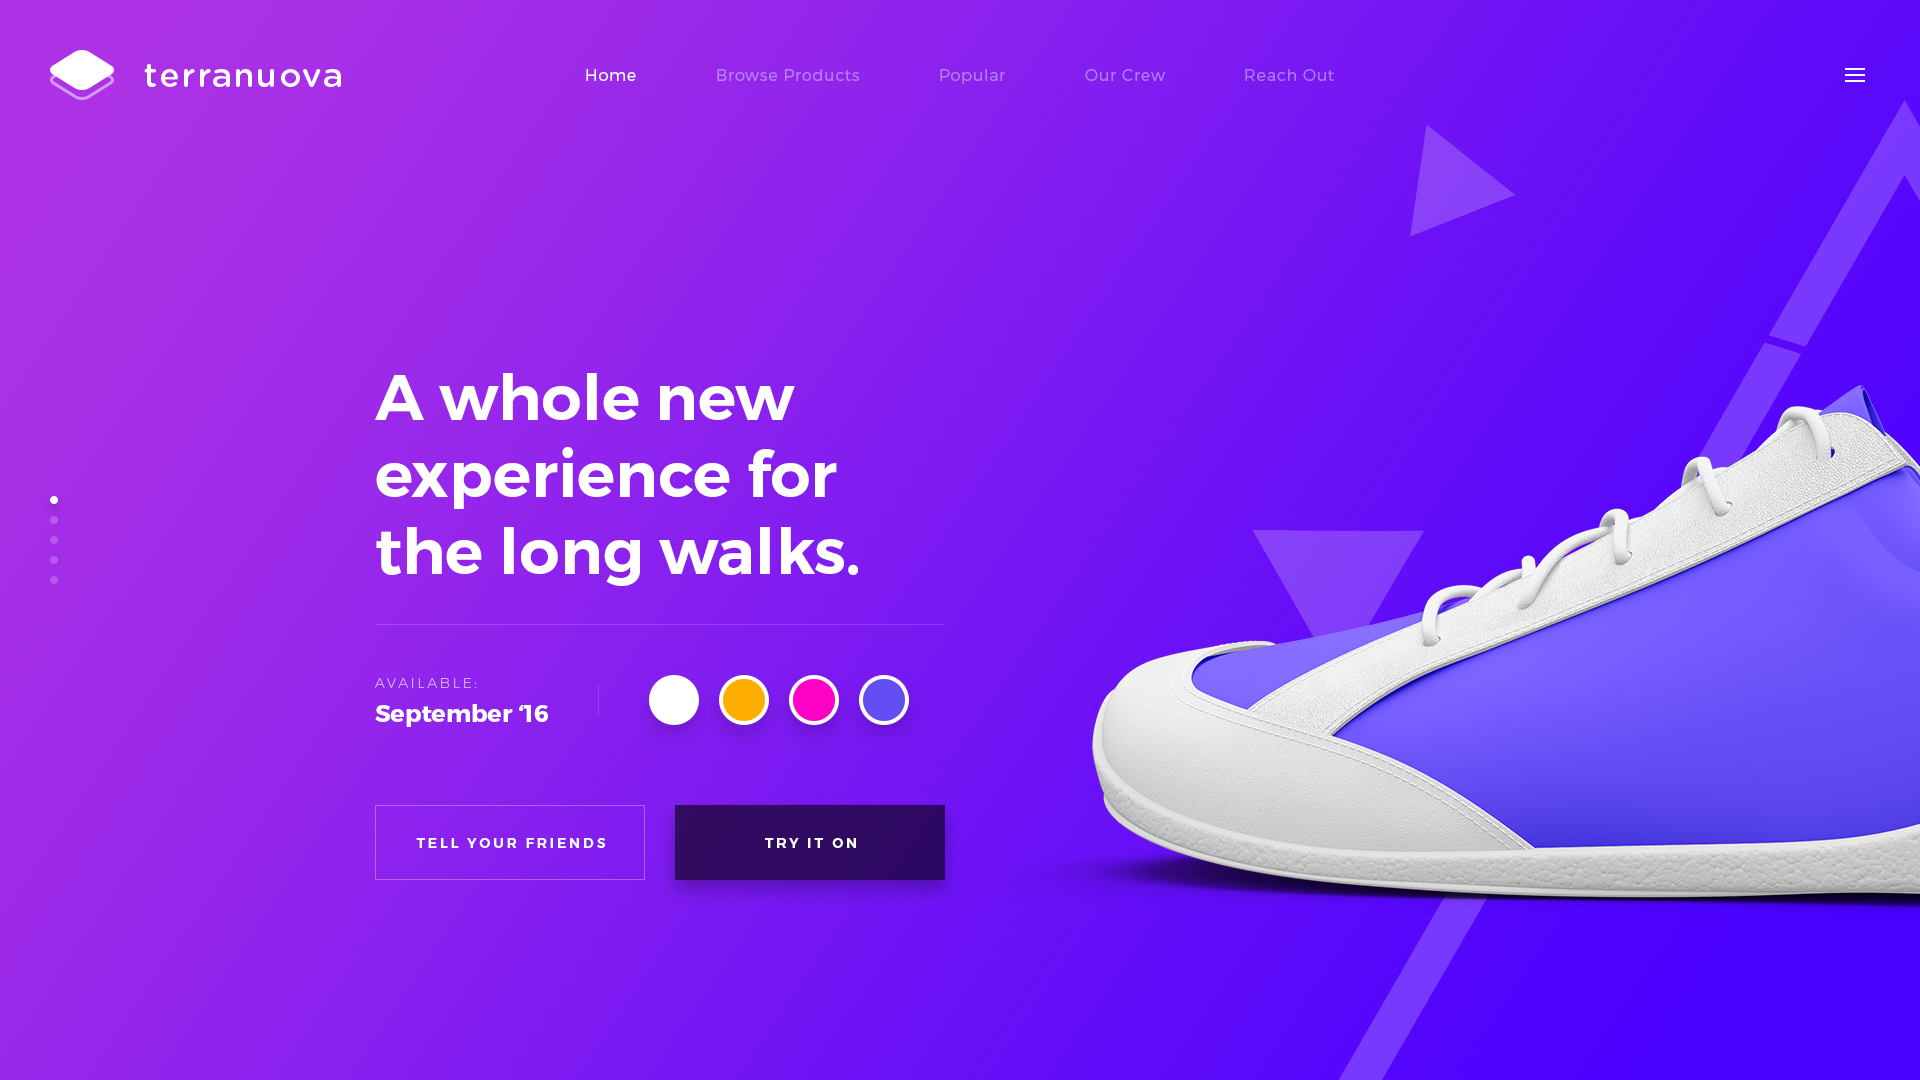 terranuova
Home
Browse Products
Popular
Our Crew
Reach Out
A whole new
experience for
the long walks.
AVAILABLE:
September ‘16
TELL YOUR FRIENDS
TRY IT ON